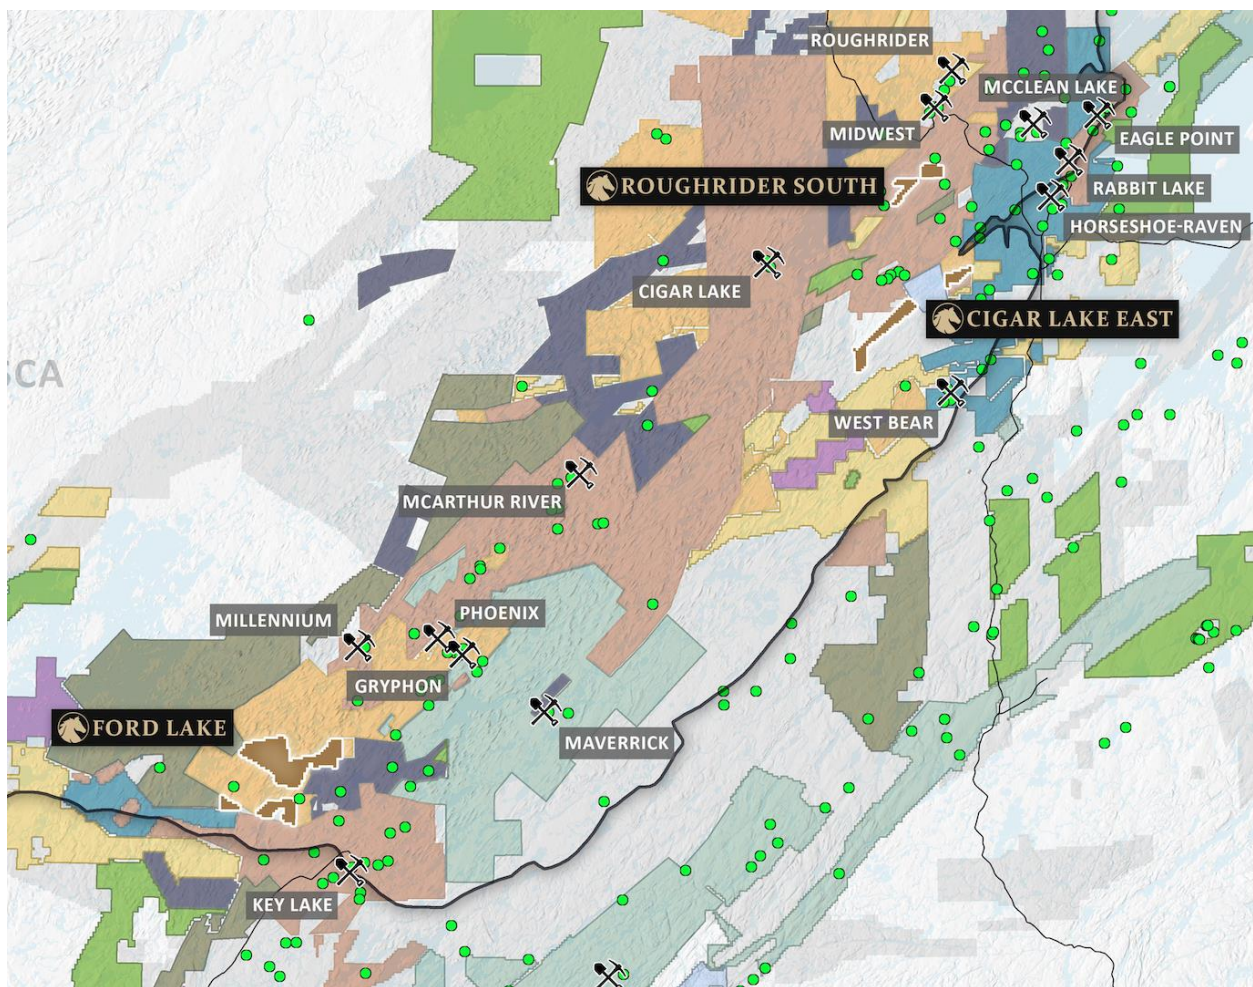 ROUGHRIDER
MCCLEAN LAKE
MIDWEST
EAGLE POINT
ROUGHRIDER SOUTH
RABBIT LAKE
HORSESHOE-RAVEN
CIGAR LAKE
CIGAR LAKE EAST
SCA
WEST BEAR
MCARTHUR RIVER
PHOENIX
MILLENNIUM
GRYPHON
FORD LAKE
MAVERRICK
KEY LAKE